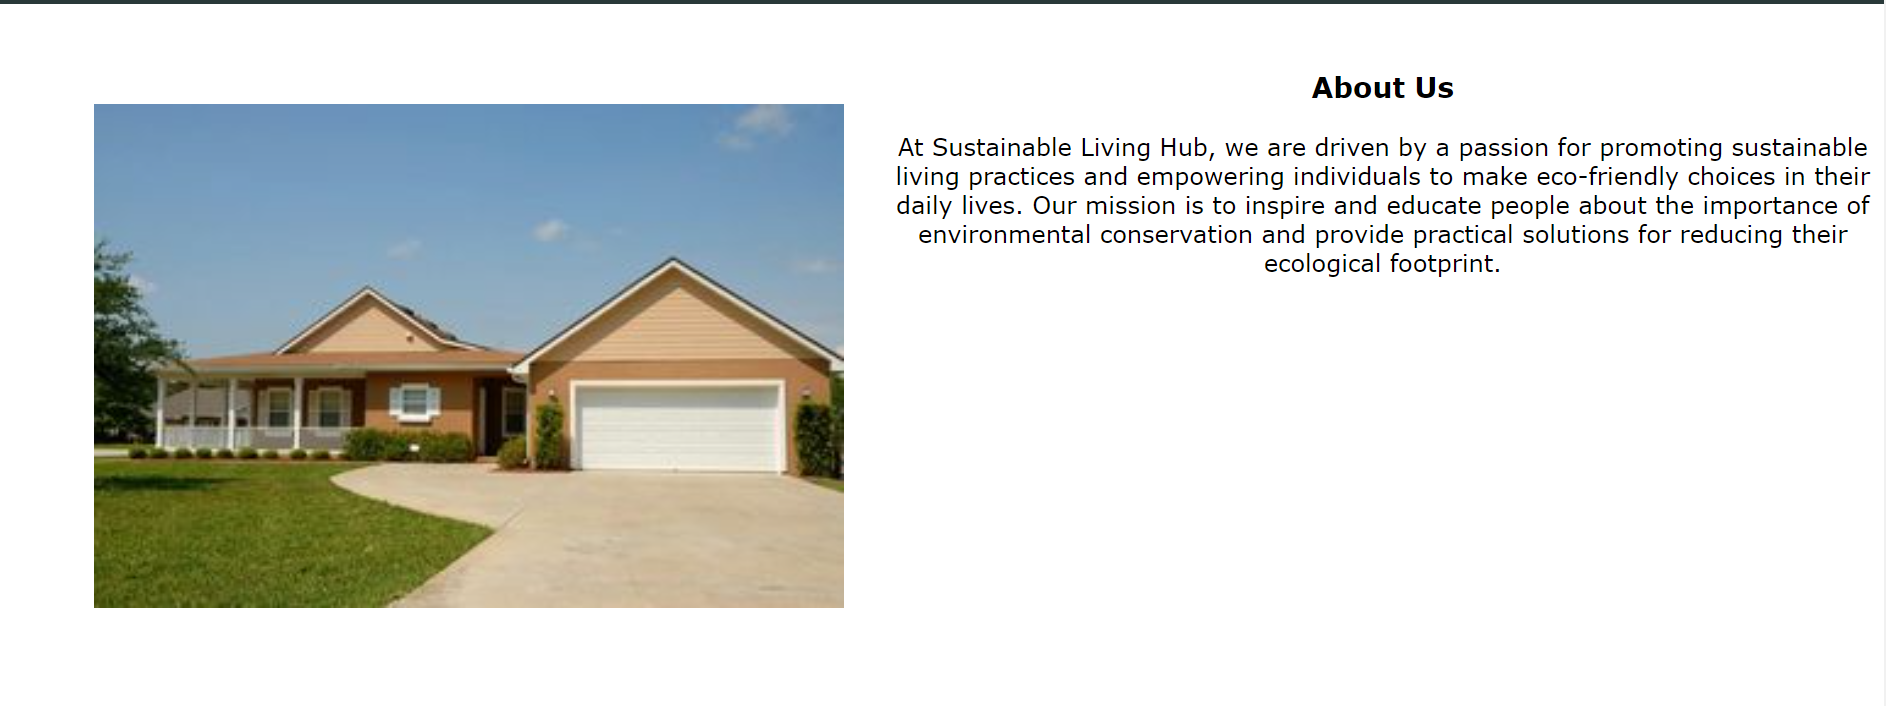 About Us
At Sustainable Living Hub, we are driven by a passion for promoting sustainable
living practices and empowering individuals to make eco-friendly choices in their
daily lives. Our mission is to inspire and educate people about the importance of
environmental conservation and provide practical solutions for reducing their
ecological footprint.